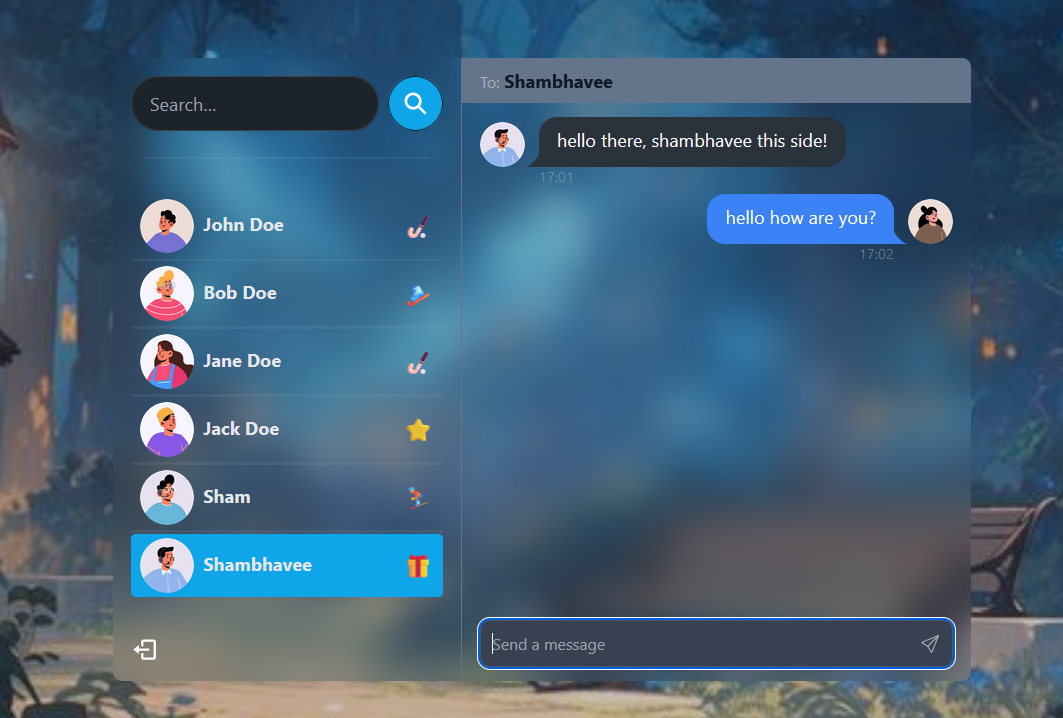 Search…
John Doe
Bob Doe
Jane Doe
Jack Doe
Sham
Shambhavee
To: Shambhavee
hello there, shambhavee this side!
17:01
hello how are you?
17:02
Send a message